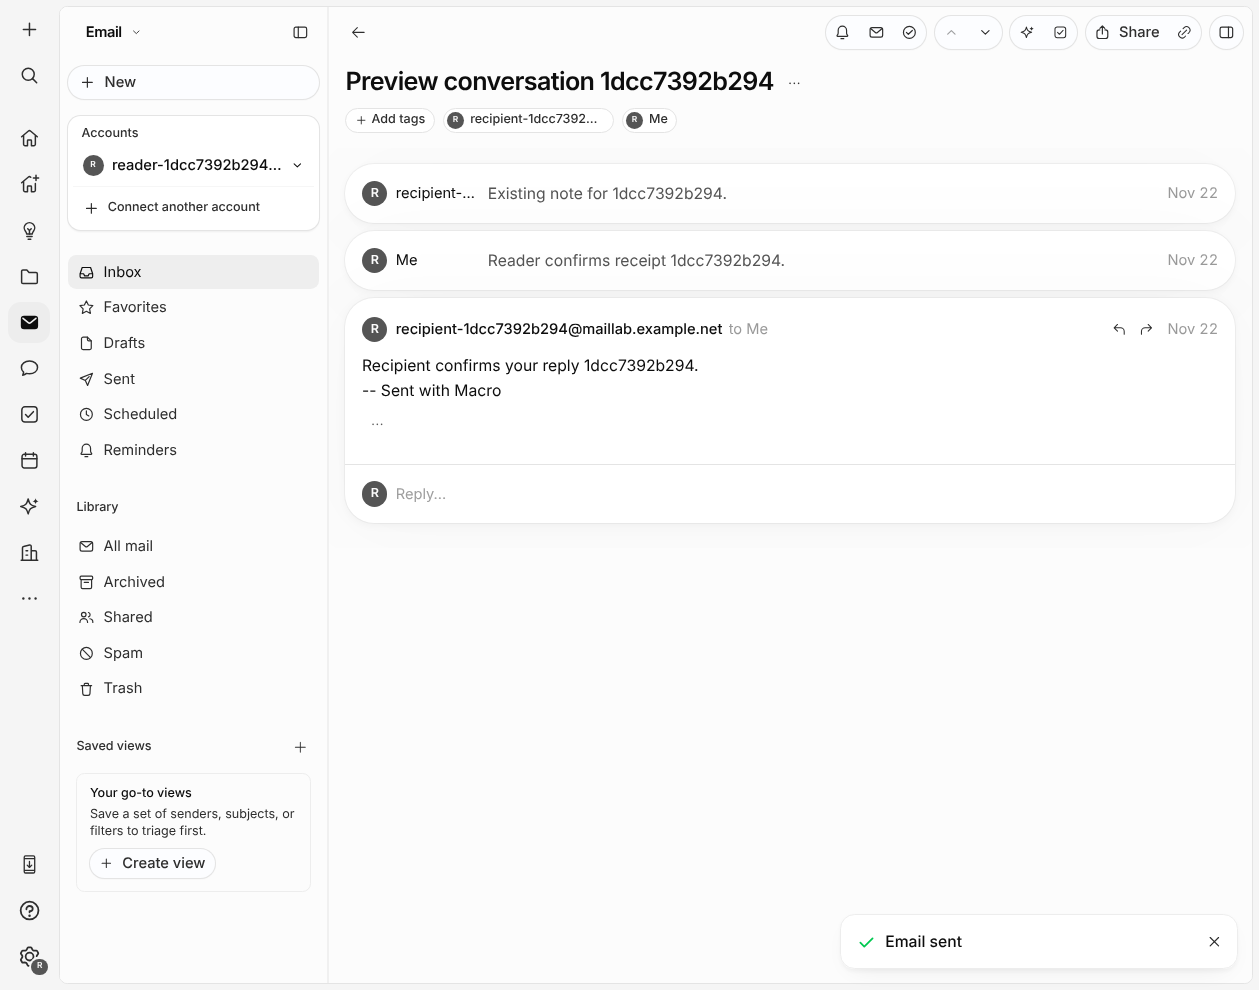 Email
New
Accounts
R
reader-1dcc7392b294...
Connect another account
Inbox
Favorites
Drafts
Sent
Scheduled
Reminders
Library
All mail
Archived
Shared
Spam
Trash
Saved views
Your go-to views
Save a set of senders, subjects, or
filters to triage first.
Create view
R
Share
Preview conversation 1dcc7392b294 ...
Add tags
R recipient-1dcc7392...
R Me
R recipient-... Existing note for 1dcc7392b294. Nov 22
R Me Reader confirms receipt 1dcc7392b294. Nov 22
R recipient-1dcc7392b294@maillab.example.net to Me Nov 22
Recipient confirms your reply 1dcc7392b294.
-- Sent with Macro
...
R Reply...
Email sent